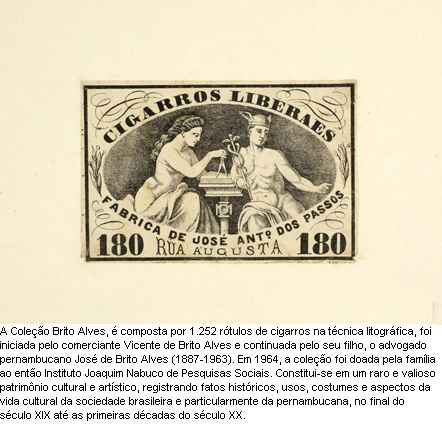 CIGARROS LIBERAES
FABRICA DE JOSÉ ANTº DOS PASSOS
180 RUA AUGUSTA 180
A Coleção Brito Alves, é composta por 1.252 rótulos de cigarros na técnica litográfica, foi
iniciada pelo comerciante Vicente de Brito Alves e continuada pelo seu filho, o advogado
pernambucano José de Brito Alves (1887-1963). Em 1964, a coleção foi doada pela família
ao então Instituto Joaquim Nabuco de Pesquisas Sociais. Constitui-se em um raro e valioso
patrimônio cultural e artístico, registrando fatos históricos, usos, costumes e aspectos da
vida cultural da sociedade brasileira e particularmente da pernambucana, no final do
século XIX até as primeiras décadas do século XX.